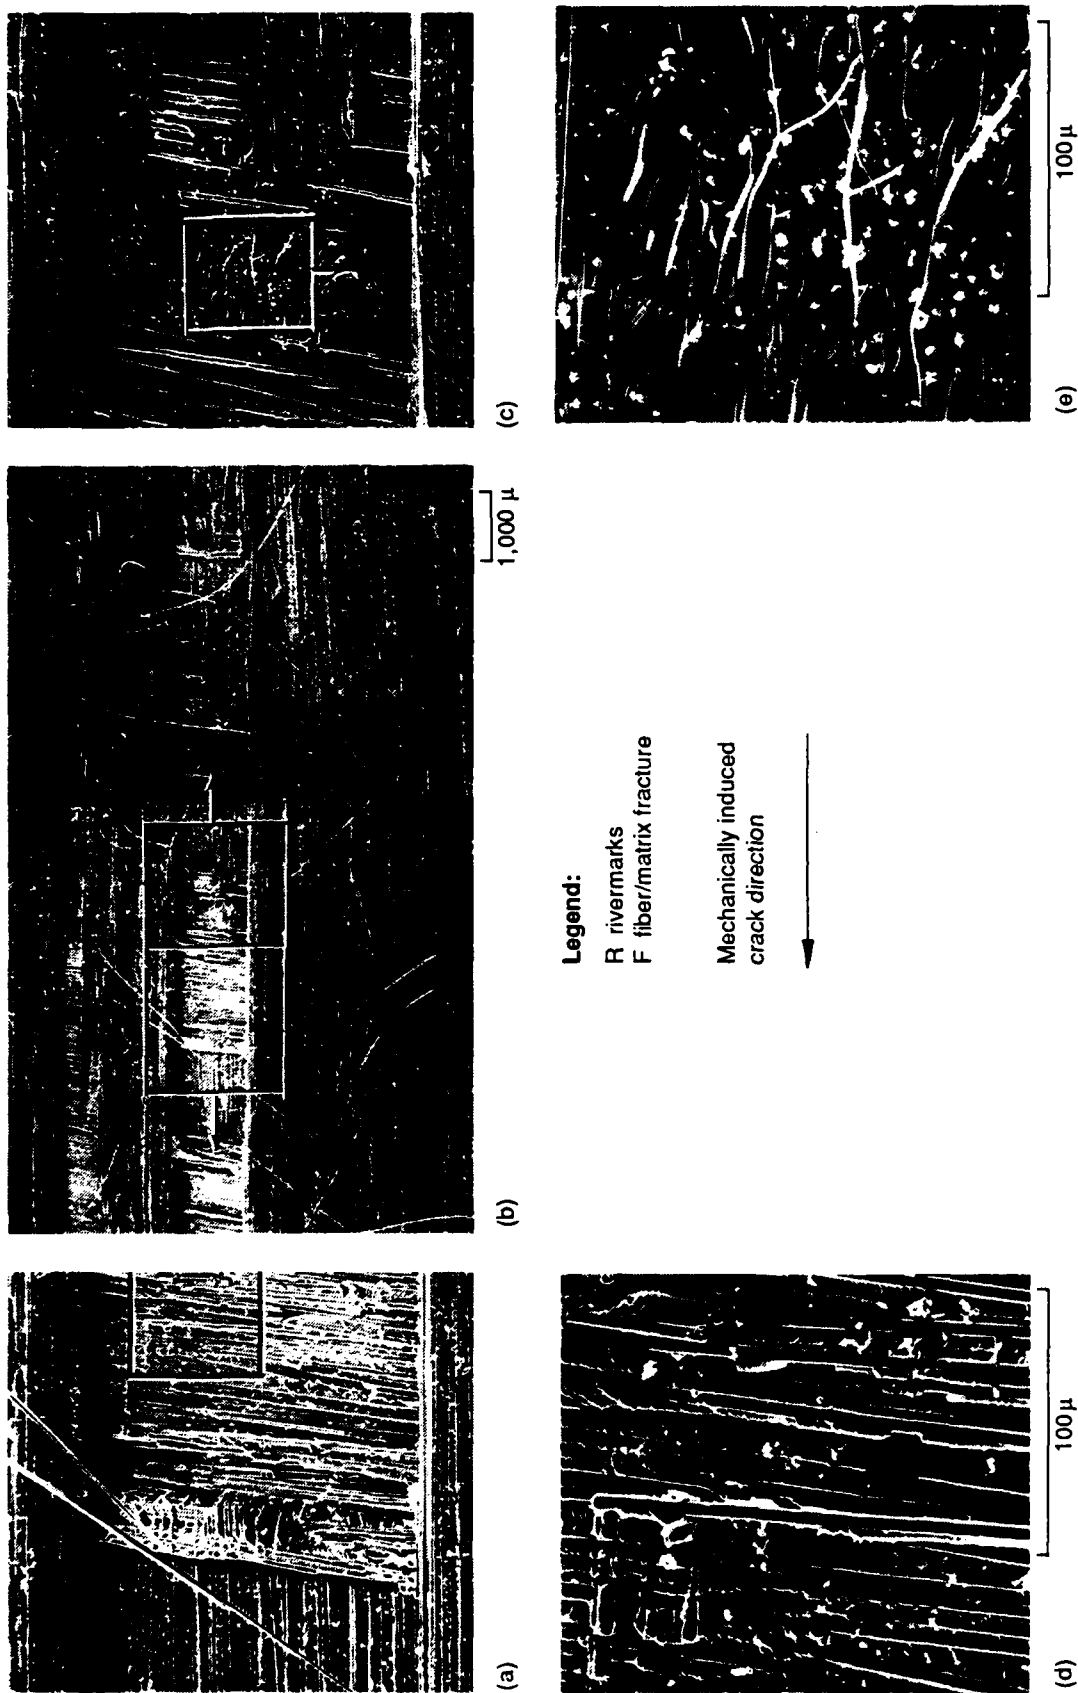 (a)
(b)
1,000 μ
(c)
(d)
100 μ
Legend:
R rivermarks
F fiber/matrix fracture
Mechanically induced
crack direction
(e)
100 μ